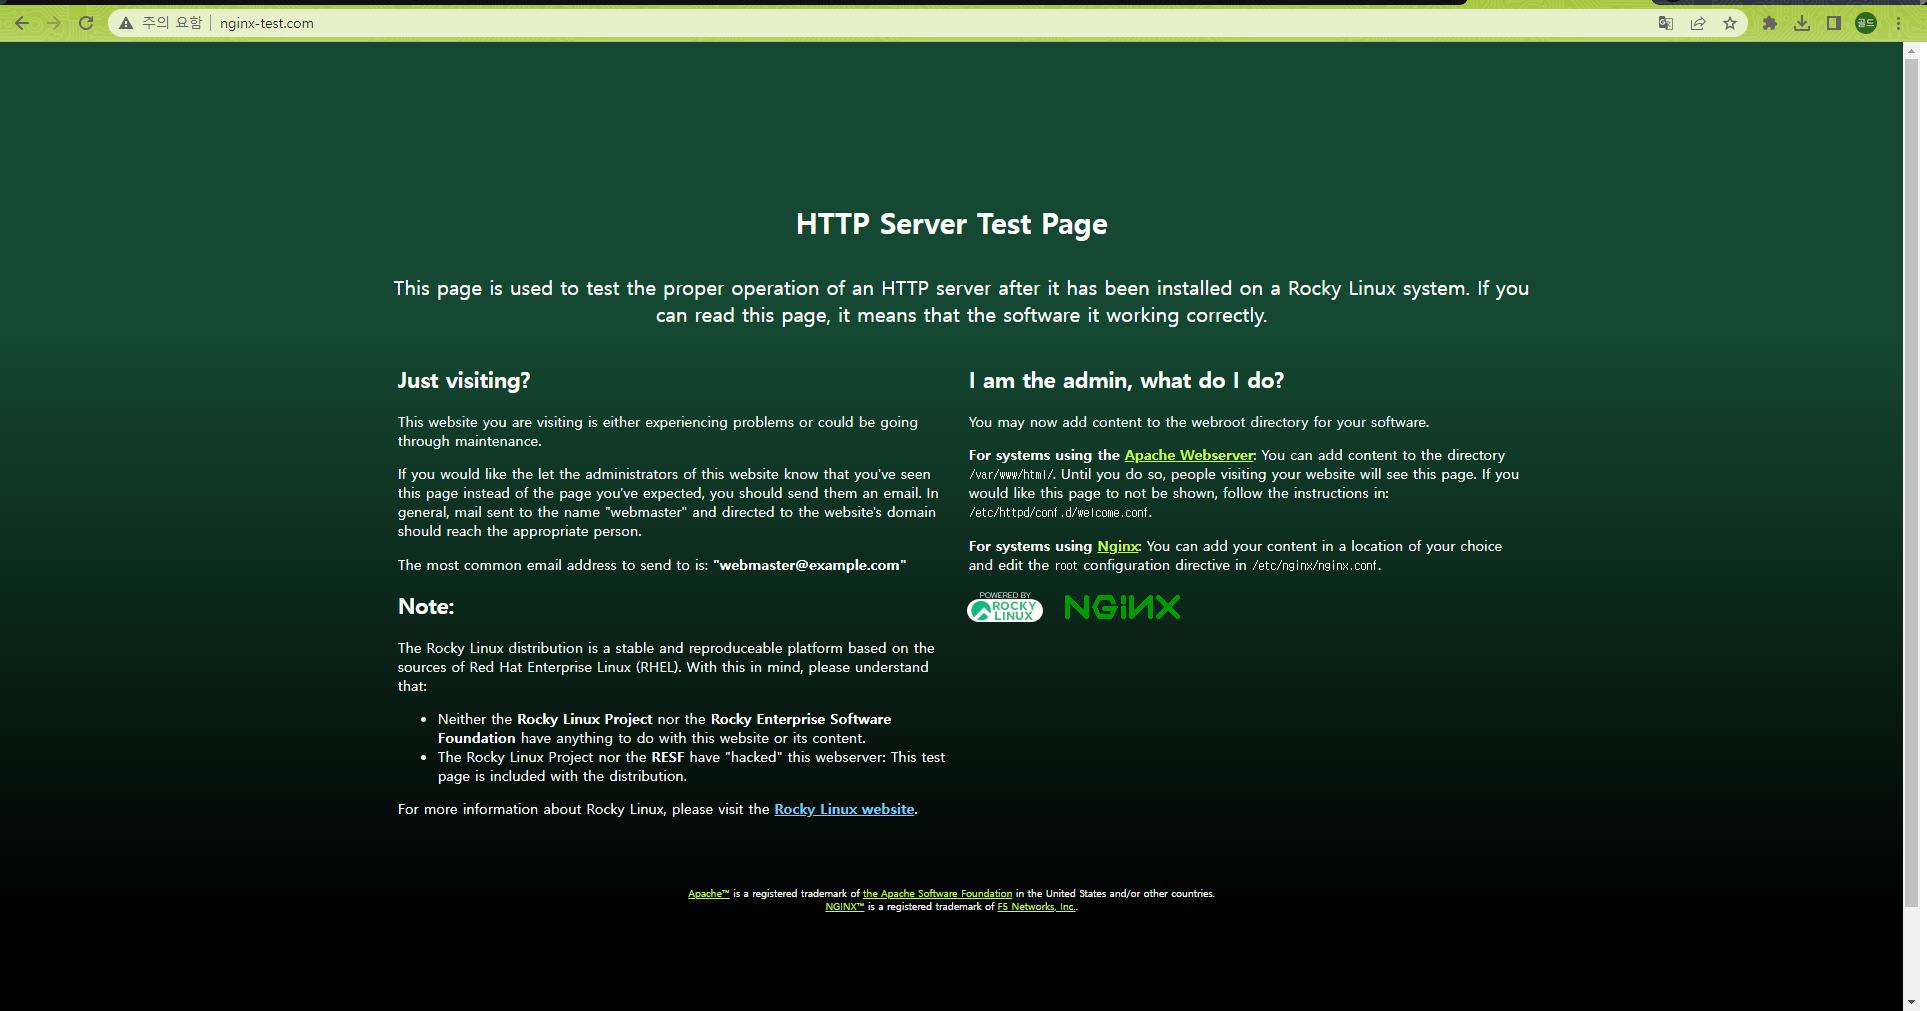 주의 요함 | nginx-test.com
골드
HTTP Server Test Page
This page is used to test the proper operation of an HTTP server after it has been installed on a Rocky Linux system. If you
can read this page, it means that the software it working correctly.
Just visiting?
This website you are visiting is either experiencing problems or could be going
through maintenance.
If you would like the let the administrators of this website know that you've seen
this page instead of the page you've expected, you should send them an email. In
general, mail sent to the name "webmaster" and directed to the website's domain
should reach the appropriate person.
The most common email address to send to is: "webmaster@example.com"
Note:
The Rocky Linux distribution is a stable and reproduceable platform based on the
sources of Red Hat Enterprise Linux (RHEL). With this in mind, please understand
that:
• Neither the Rocky Linux Project nor the Rocky Enterprise Software
Foundation have anything to do with this website or its content.
• The Rocky Linux Project nor the RESF have "hacked" this webserver: This test
page is included with the distribution.
For more information about Rocky Linux, please visit the Rocky Linux website.
I am the admin, what do I do?
You may now add content to the webroot directory for your software.
For systems using the Apache Webserver: You can add content to the directory
/var/www/html/. Until you do so, people visiting your website will see this page. If you
would like this page to not be shown, follow the instructions in:
/etc/httpd/conf.d/welcome.conf.
For systems using Nginx: You can add your content in a location of your choice
and edit the root configuration directive in /etc/nginx/nginx.conf.
POWERED BY
ROCKY
LINUX
NGINX
Apache™ is a registered trademark of the Apache Software Foundation in the United States and/or other countries.
NGINX™ is a registered trademark of F5 Networks, Inc..